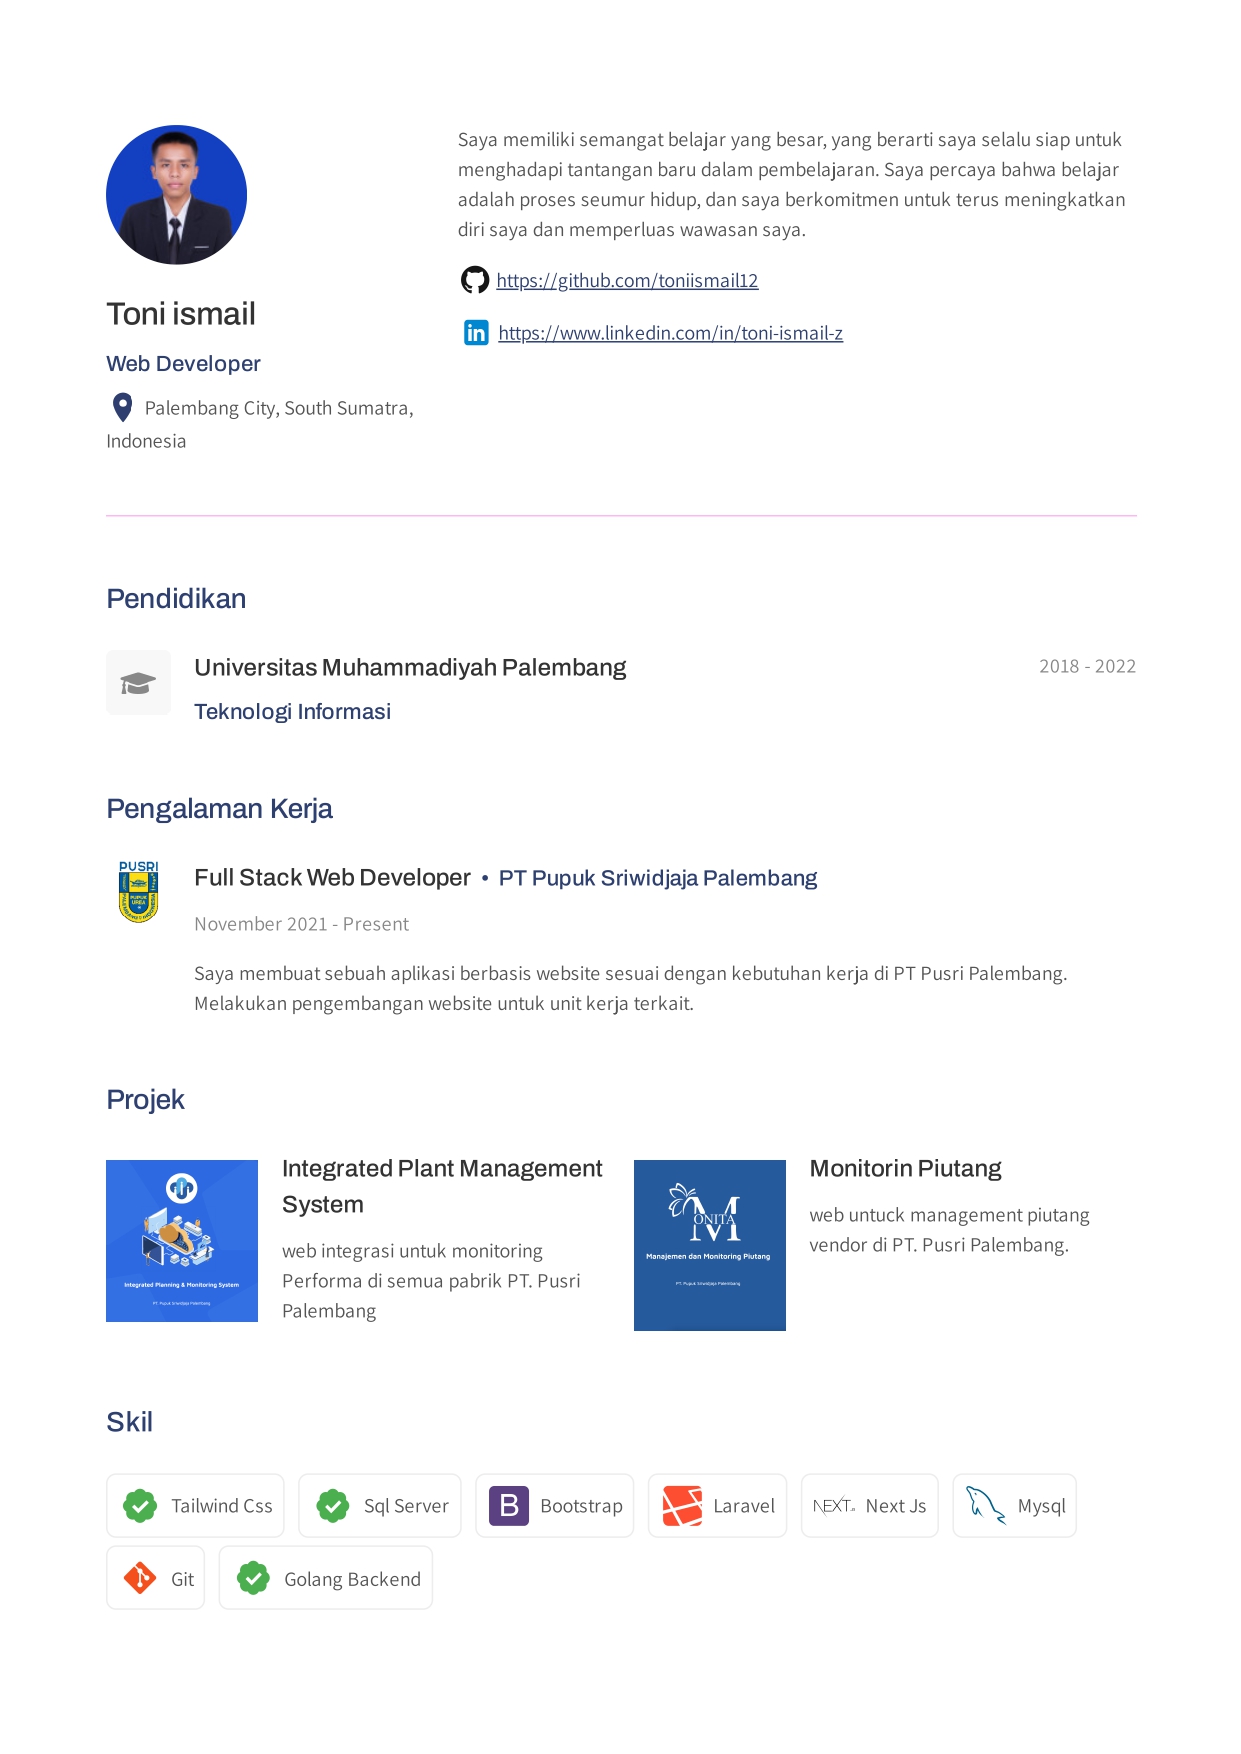 Saya memiliki semangat belajar yang besar, yang berarti saya selalu siap untuk
menghadapi tantangan baru dalam pembelajaran. Saya percaya bahwa belajar
adalah proses seumur hidup, dan saya berkomitmen untuk terus meningkatkan
diri saya dan memperluas wawasan saya.
https://github.com/toniismail12
https://www.linkedin.com/in/toni-ismail-z
Toni ismail
Web Developer
Palembang City, South Sumatra,
Indonesia
Pendidikan
Universitas Muhammadiyah Palembang
2018 - 2022
Teknologi Informasi
Pengalaman Kerja
PUSRI
PUPUK
UREA
Full Stack Web Developer • PT Pupuk Sriwidjaja Palembang
November 2021 - Present
Saya membuat sebuah aplikasi berbasis website sesuai dengan kebutuhan kerja di PT Pusri Palembang.
Melakukan pengembangan website untuk unit kerja terkait.
Projek
Integrated Planning & Monitoring System
PT. Pupuk Sriwidjaja Palembang
Integrated Plant Management
System
web integrasi untuk monitoring
Performa di semua pabrik PT. Pusri
Palembang
MONITA
Manajemen dan Monitoring Piutang
PT. Pupuk Sriwidjaja Palembang
Monitorin Piutang
web untuck management piutang
vendor di PT. Pusri Palembang.
Skil
Tailwind Css
Sql Server
B Bootstrap
Laravel
NEXT.js Next Js
Mysql
Git
Golang Backend